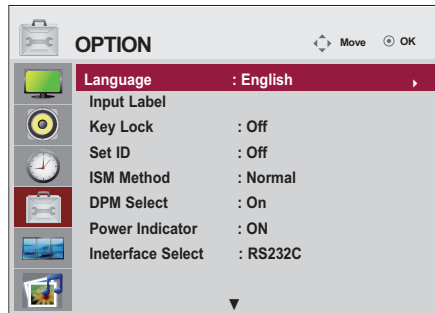 OPTION Move OK
Language : English
Input Label
Key Lock : Off
Set ID : Off
ISM Method : Normal
DPM Select : On
Power Indicator : ON
Ineterface Select : RS232C